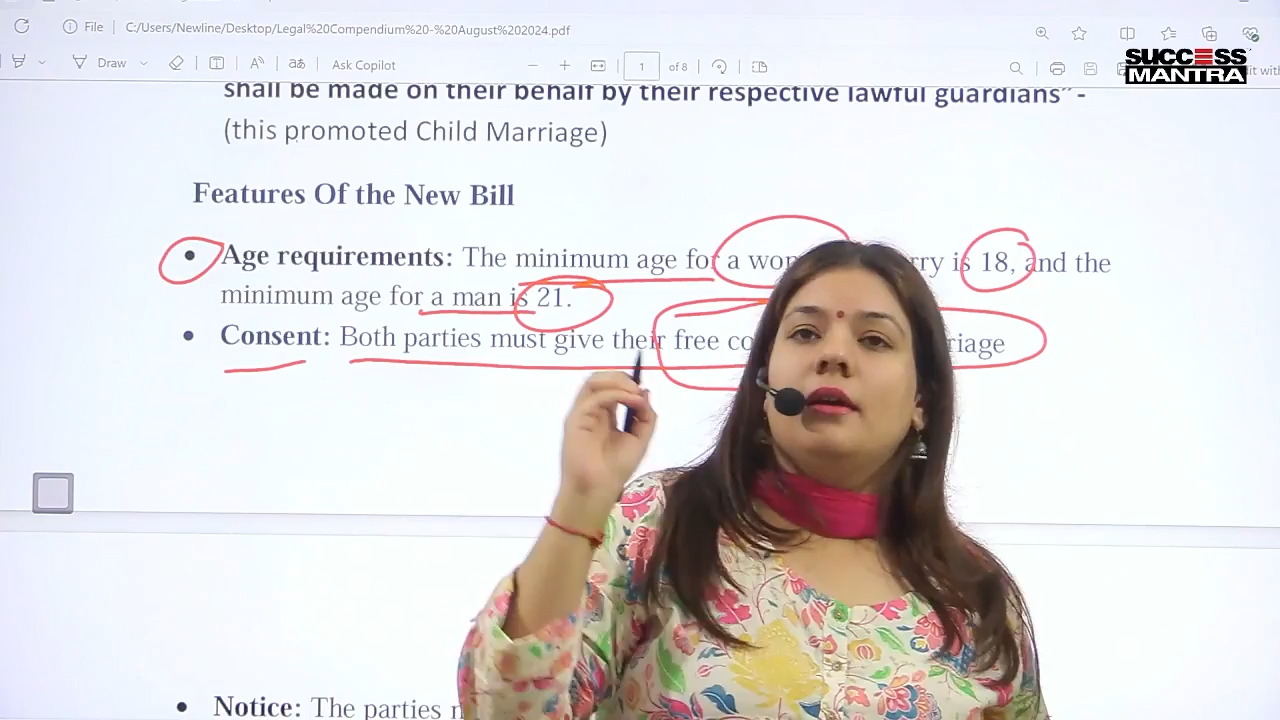 File C:/Users/Newline/Desktop/Legal%20Compendium%20-%20August%202024.pdf
Draw Ask Copilot 1 of 8
SUCCESS
MANTRA
shall be made on their behalf by their respective lawful guardians" -
(this promoted Child Marriage)
Features Of the New Bill
• Age requirements: The minimum age for a is 18, and the
minimum age for a man is 21.
• Consent: Both parties must give their free
• Notice: The parties